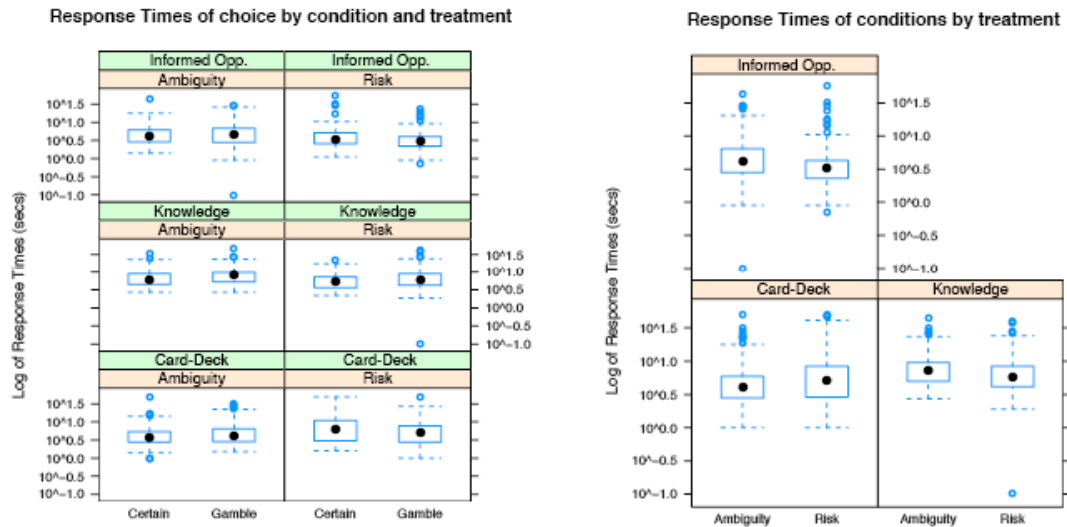 Response Times of choice by condition and treatment
Informed Opp. Informed Opp.
Ambiguity Risk
10^1.5
10^1.0
10^0.5
10^0.0
10^-0.5
10^-1.0
Knowledge Knowledge
Ambiguity Risk
10^1.5
10^1.0
10^0.5
10^0.0
10^-0.5
10^-1.0
Card-Deck Card-Deck
Ambiguity Risk
10^1.5
10^1.0
10^0.5
10^0.0
10^-0.5
10^-1.0
Certain Gamble Certain Gamble
Log of Response Times (secs)
Response Times of conditions by treatment
Informed Opp.
10^1.5
10^1.0
10^0.5
10^0.0
10^-0.5
10^-1.0
Card-Deck Knowledge
10^1.5
10^1.0
10^0.5
10^0.0
10^-0.5
10^-1.0
Ambiguity Risk Ambiguity Risk
Log of Response Times (secs)